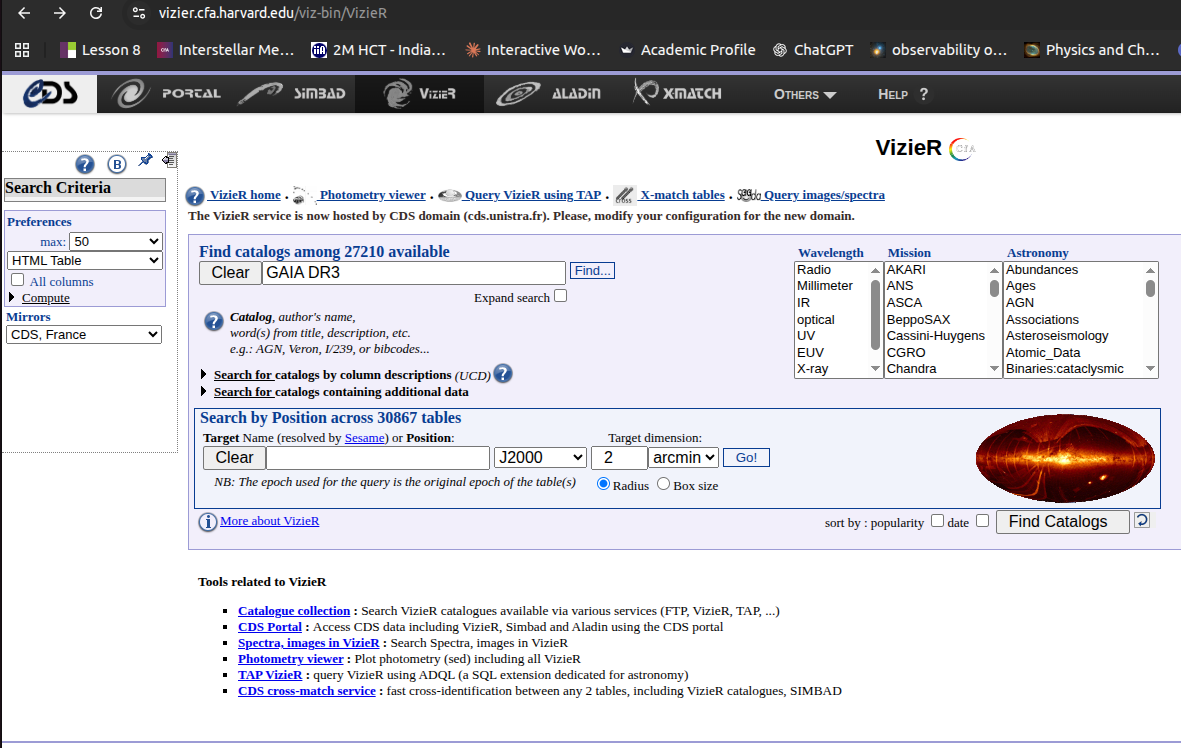 vizier.cfa.harvard.edu/viz-bin/VizieR
Lesson 8 Interstellar Me... 2M HCT - India... Interactive Wo... Academic Profile ChatGPT observability o... Physics and Ch...
CDS PORTAL SIMBAD VIZIER ALADIN XMATCH OTHERS HELP ?
VizieR CfA
? B
Search Criteria
Preferences
max: 50
HTML Table
All columns
Compute
Mirrors
CDS, France
? VizieR home . Photometry viewer . Query VizieR using TAP . X-match tables . Query images/spectra
The VizieR service is now hosted by CDS domain (cds.unistra.fr). Please, modify your configuration for the new domain.
Find catalogs among 27210 available
Clear GAIA DR3 Find...
Expand search
? Catalog, author's name,
word(s) from title, description, etc.
e.g.: AGN, Veron, I/239, or bibcodes...
Search for catalogs by column descriptions (UCD) ?
Search for catalogs containing additional data
Wavelength Mission Astronomy
Radio AKARI Abundances
Millimeter ANS Ages
IR ASCA AGN
optical BeppoSAX Associations
UV Cassini-Huygens Asteroseismology
EUV CGRO Atomic_Data
X-ray Chandra Binaries:cataclysmic
Search by Position across 30867 tables
Target Name (resolved by Sesame) or Position: Target dimension:
Clear J2000 2 arcmin Go!
NB: The epoch used for the query is the original epoch of the table(s) Radius Box size
i More about VizieR
sort by : popularity date Find Catalogs
Tools related to VizieR
Catalogue collection : Search VizieR catalogues available via various services (FTP, VizieR, TAP, ...)
CDS Portal : Access CDS data including VizieR, Simbad and Aladin using the CDS portal
Spectra, images in VizieR : Search Spectra, images in VizieR
Photometry viewer : Plot photometry (sed) including all VizieR
TAP VizieR : query VizieR using ADQL (a SQL extension dedicated for astronomy)
CDS cross-match service : fast cross-identification between any 2 tables, including VizieR catalogues, SIMBAD